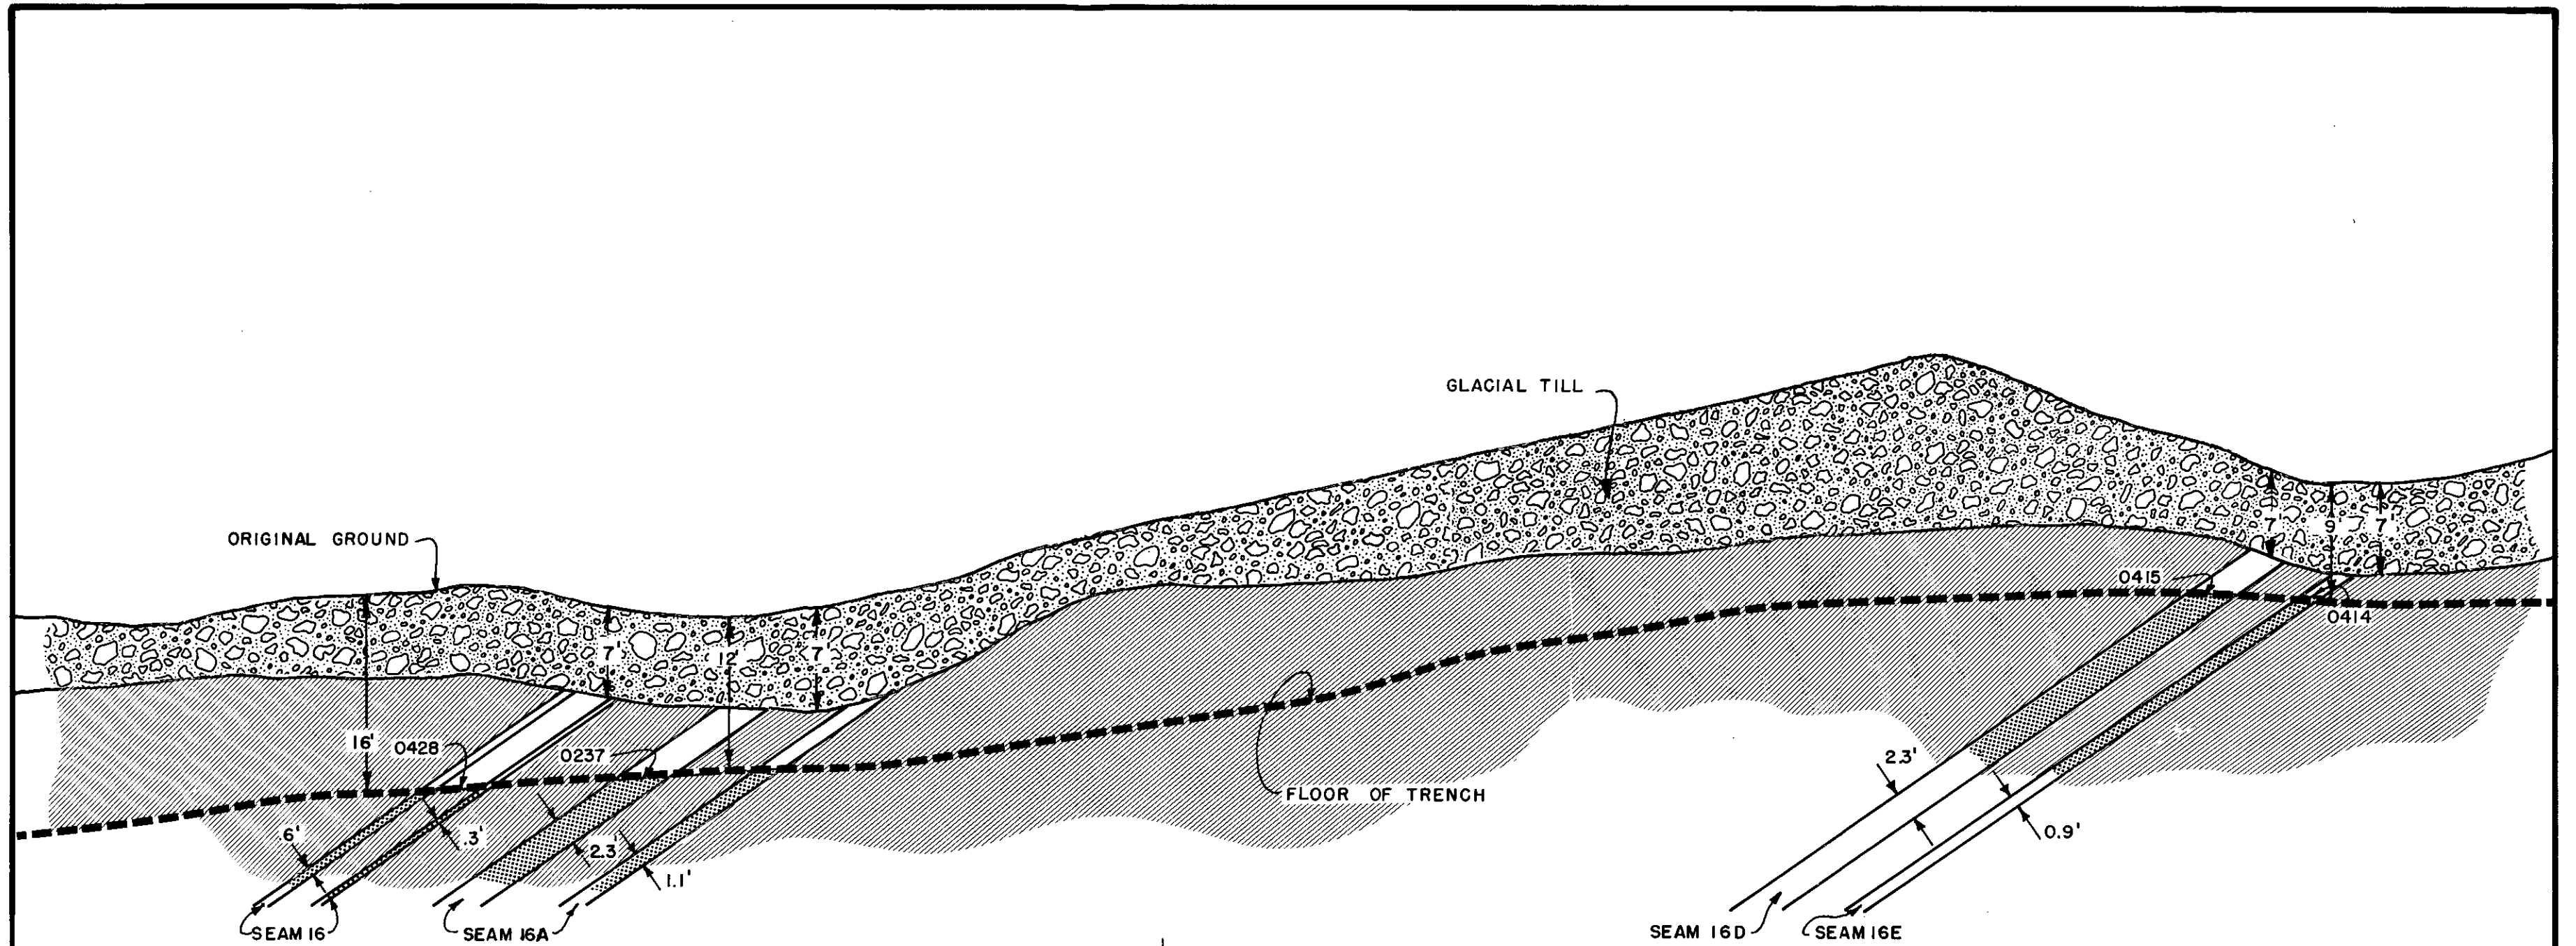 GLACIAL TILL
ORIGINAL GROUND
7'
9'
7'
0415
0414
7'
12'
7'
16'
0428
0237
2.3'
FLOOR OF TRENCH
.6'
.3'
2.3'
1.1'
0.9'
SEAM 16
SEAM 16A
SEAM 16D
SEAM 16E